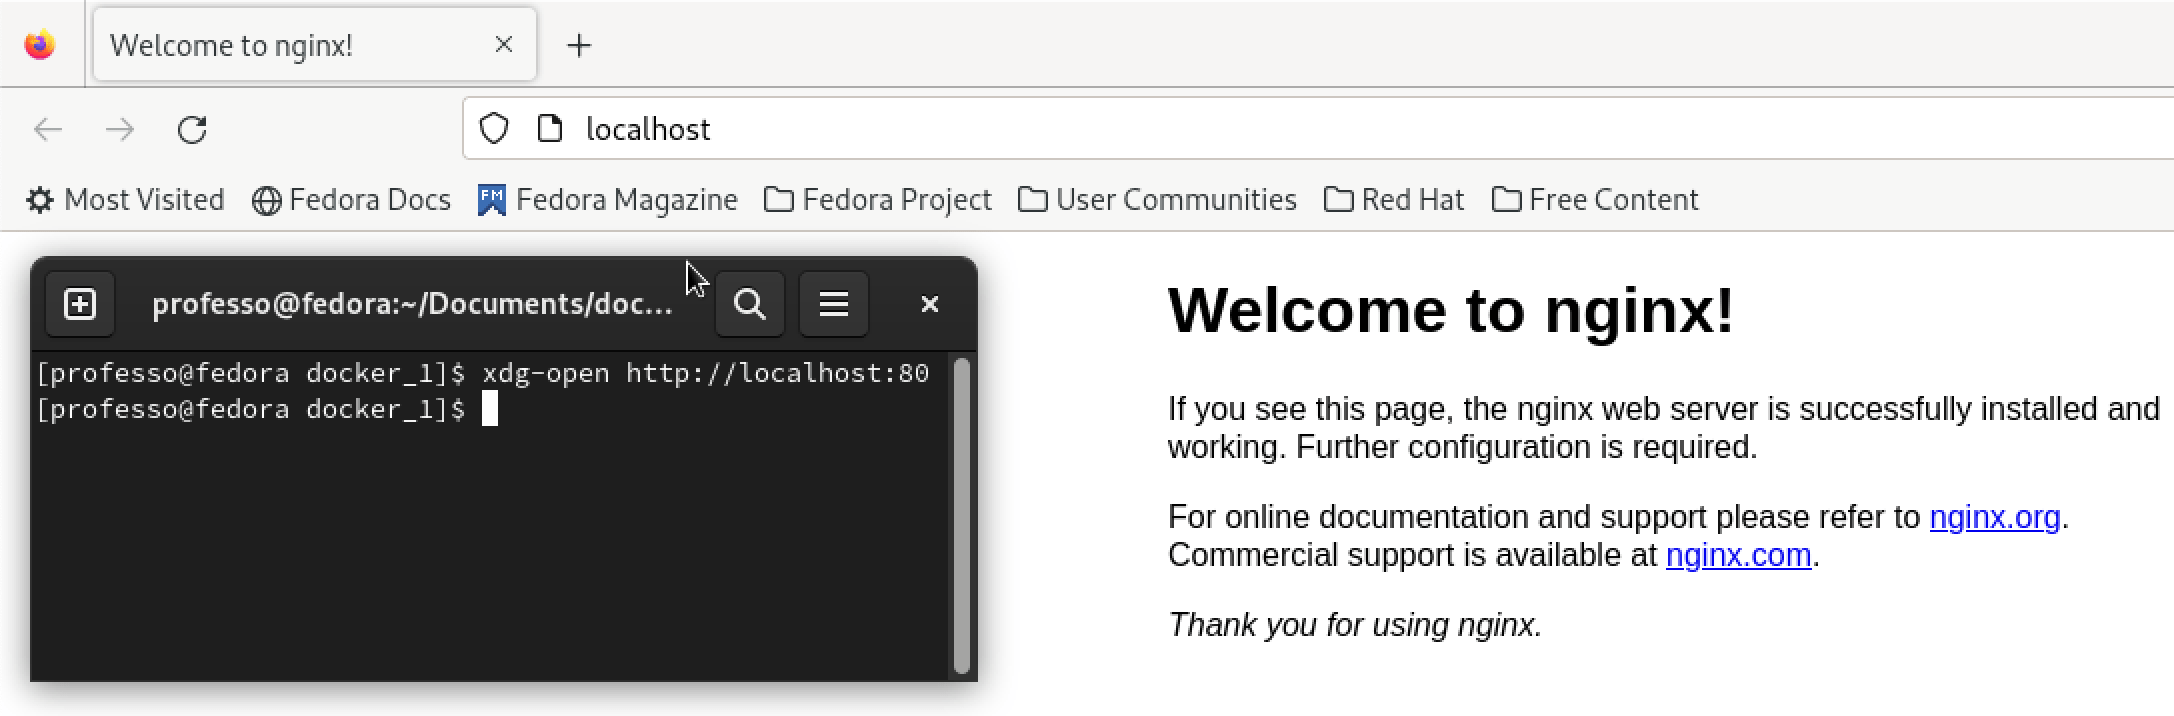 Welcome to nginx!
localhost
Most Visited Fedora Docs FM Fedora Magazine Fedora Project User Communities Red Hat Free Content
professo@fedora:~/Documents/doc...
[professo@fedora docker_1]$ xdg-open http://localhost:80
[professo@fedora docker_1]$
Welcome to nginx!
If you see this page, the nginx web server is successfully installed and
working. Further configuration is required.
For online documentation and support please refer to nginx.org.
Commercial support is available at nginx.com.
Thank you for using nginx.